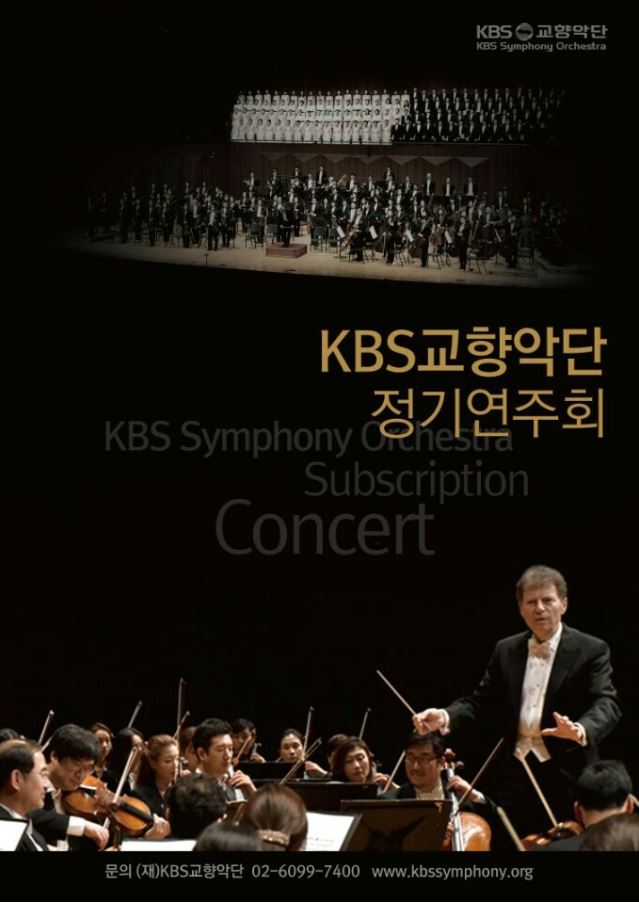 KBS 교향악단
KBS Symphony Orchestra
KBS교향악단
정기연주회
KBS Symphony Orchestra
Subscription
Concert
문의 (재)KBS교향악단 02-6099-7400 www.kbssymphony.org